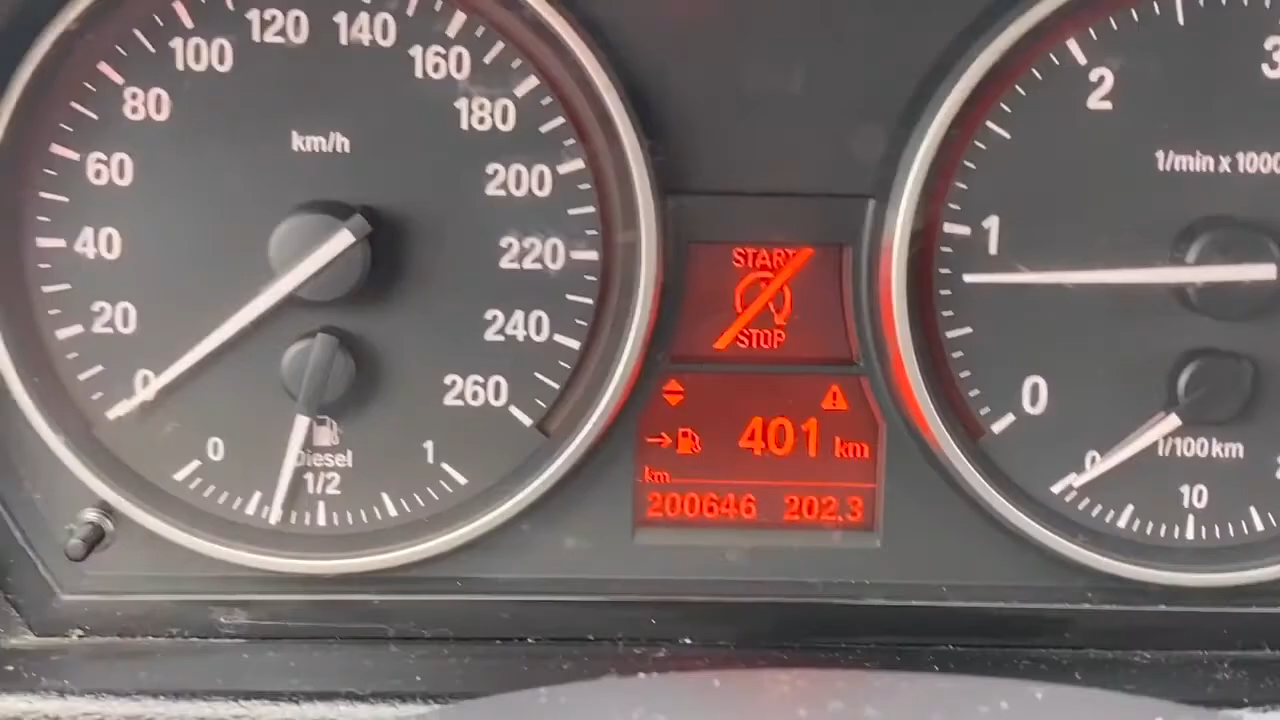 120 140
100 160
80 180
60 200
40 220
20 240
0 260
km/h
0 1
Diesel
1/2
START
STOP
401 km
km
200646 202.3
2 3
1/min x 1000
1
0
0 1/100 km
10